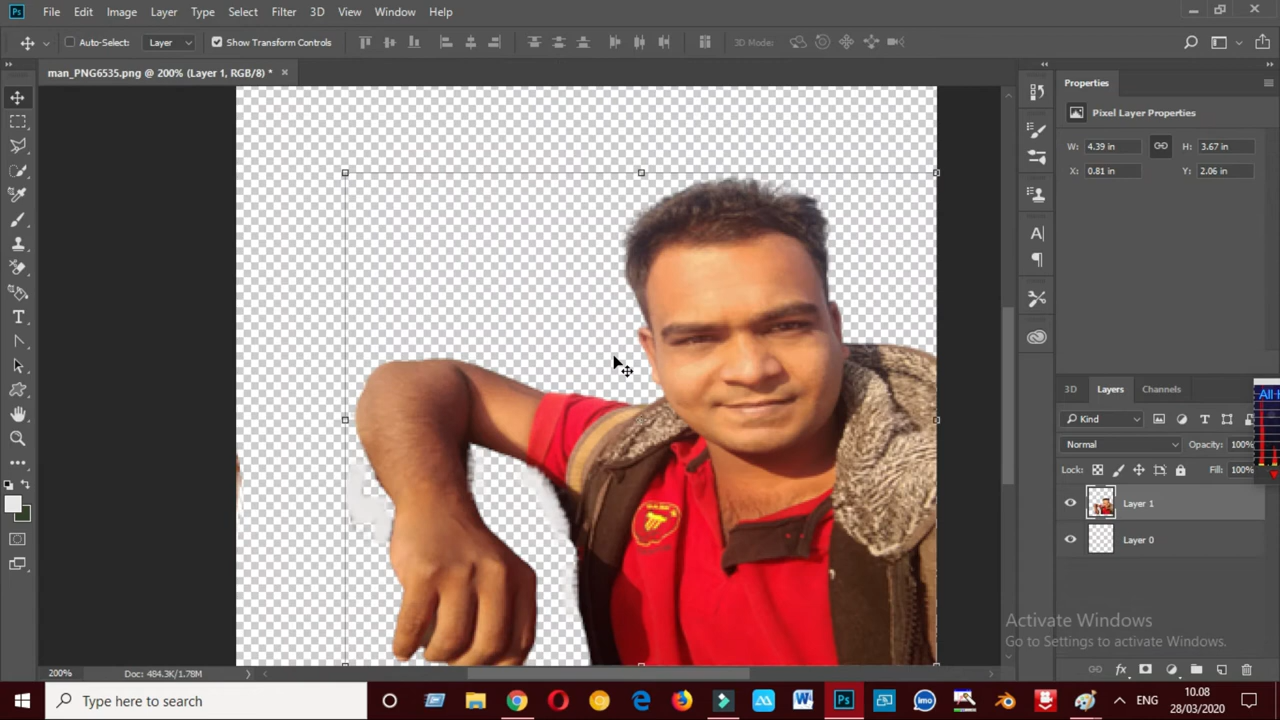 File Edit Image Layer Type Select Filter 3D View Window Help
Auto-Select: Layer Show Transform Controls 3D Mode:
man_PNG6535.png @ 200% (Layer 1, RGB/8) * ×
Properties
Pixel Layer Properties
W: 4.39 in H: 3.67 in
X: 0.81 in Y: 2.06 in
3D Layers Channels
Kind
Normal Opacity: 100%
Lock: Fill: 100%
Layer 1
Layer 0
Activate Windows
Go to Settings to activate Windows.
200% Doc: 484.3K/1.78M
Type here to search
ENG
10.08
28/03/2020